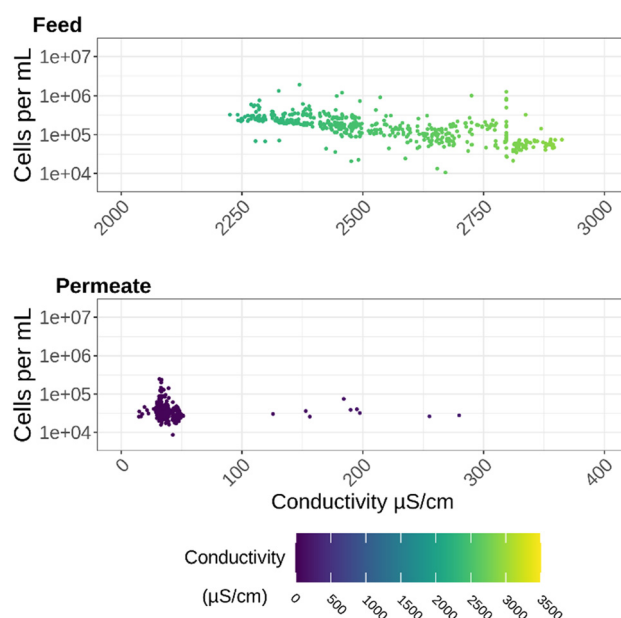 Feed
Cells per mL
1e+07
1e+06
1e+05
1e+04
2000 2250 2500 2750 3000
Permeate
Cells per mL
1e+07
1e+06
1e+05
1e+04
0 100 200 300 400
Conductivity µS/cm
Conductivity
(µS/cm)
0 500 1000 1500 2000 2500 3000 3500